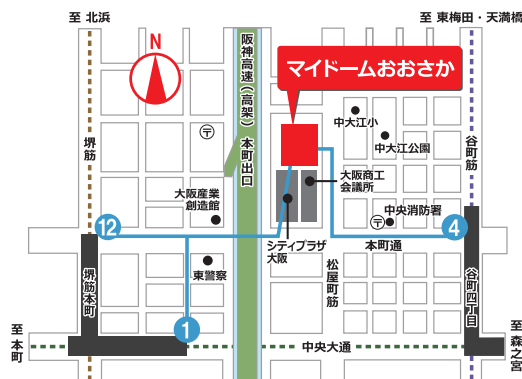 至 北浜
至 東梅田・天満橋
N
阪神高速（高架）
本町出口
マイドームおおさか
堺筋
谷町筋
〒
中大江小
中大江公園
大阪産業
創造館
大阪商工
会議所
〒
中央消防署
12
4
シティプラザ
大阪
本町通
松屋町筋
東警察
堺筋本町
谷町四丁目
1
至 本町
中央大通
至 森之宮